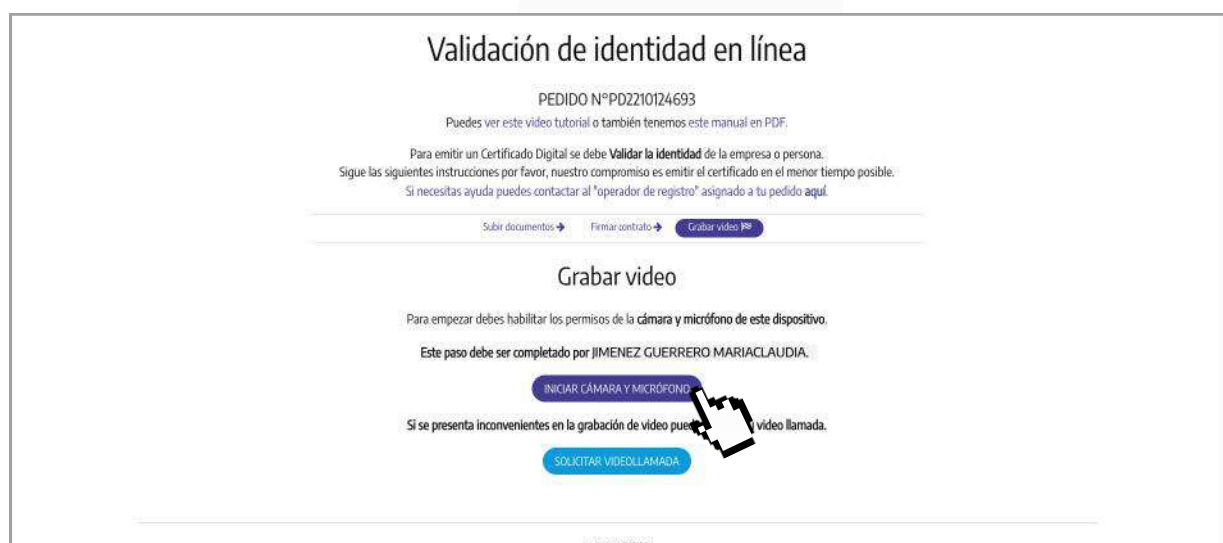 Validación de identidad en línea
PEDIDO N°PD2210124693
Puedes ver este video tutorial o también tenemos este manual en PDF.
Para emitir un Certificado Digital se debe Validar la identidad de la empresa o persona.
Sigue las siguientes instrucciones por favor, nuestro compromiso es emitir el certificado en el menor tiempo posible.
Si necesitas ayuda puedes contactar al "operador de registro" asignado a tu pedido aquí.
Subir documentos Firmar contrato Grabar video
Grabar video
Para empezar debes habilitar los permisos de la cámara y micrófono de este dispositivo.
Este paso debe ser completado por JIMENEZ GUERRERO MARIACLAUDIA.
INICIAR CÁMARA Y MICRÓFONO
Si se presenta inconvenientes en la grabación de video video llamada.
SOLICITAR VIDEOLLAMADA